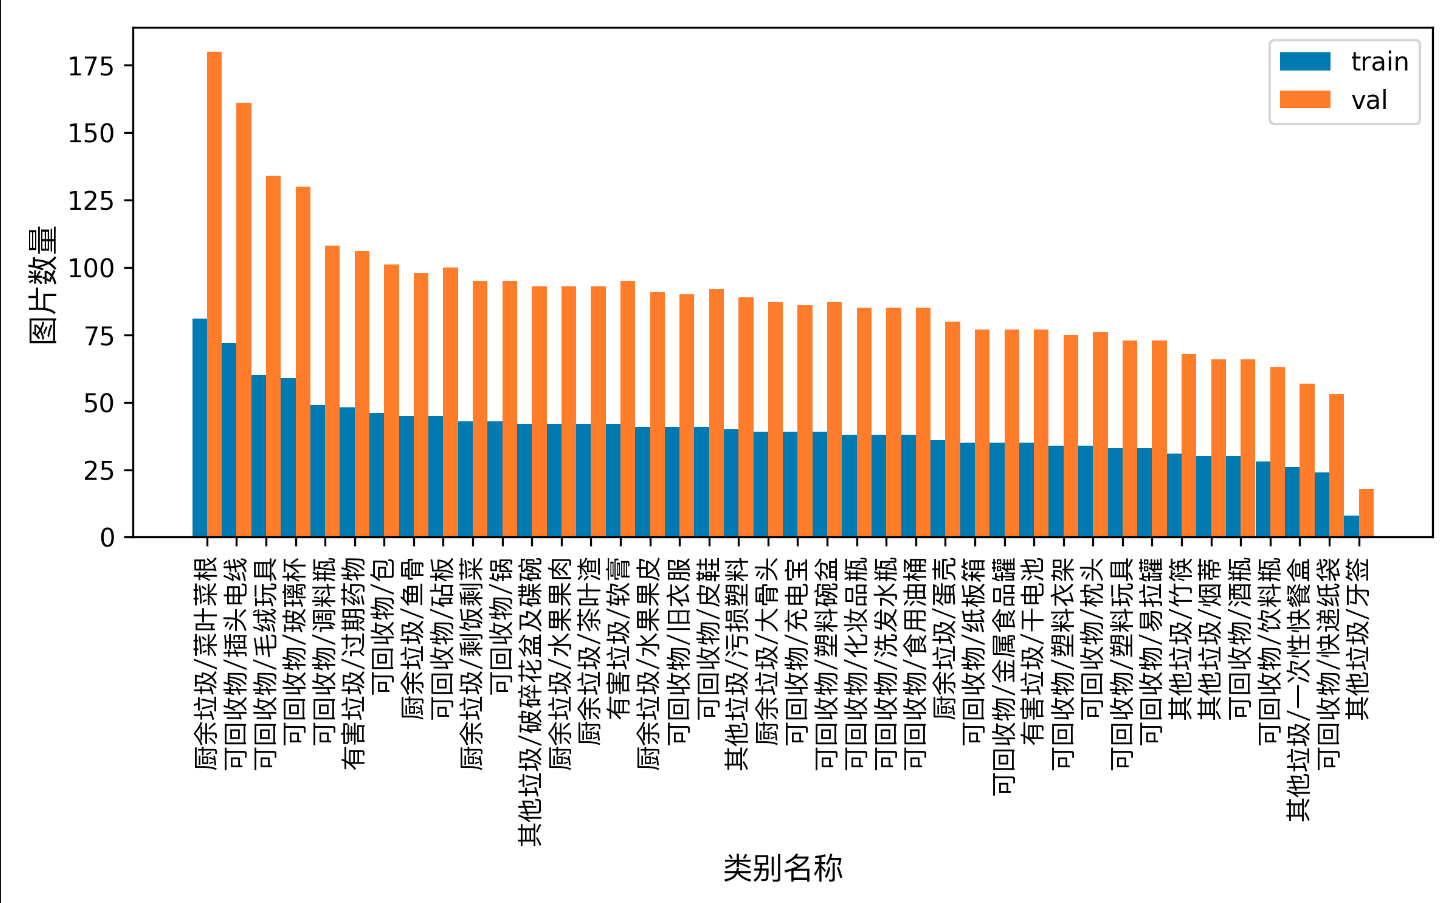 图片数量
175
150
125
100
75
50
25
0
train
val
厨余垃圾/菜叶菜根
可回收物/插头电线
可回收物/毛绒玩具
可回收物/玻璃杯
可回收物/调料瓶
有害垃圾/过期药物
可回收物/包
厨余垃圾/鱼骨
可回收物/砧板
厨余垃圾/剩饭剩菜
可回收物/锅
其他垃圾/破碎花盆及碟碗
厨余垃圾/水果果肉
厨余垃圾/茶叶渣
有害垃圾/软膏
厨余垃圾/水果果皮
可回收物/旧衣服
可回收物/皮鞋
其他垃圾/污损塑料
厨余垃圾/大骨头
可回收物/充电宝
可回收物/塑料碗盆
可回收物/化妆品瓶
可回收物/洗发水瓶
可回收物/食用油桶
厨余垃圾/蛋壳
可回收物/纸板箱
可回收物/金属食品罐
有害垃圾/干电池
可回收物/塑料衣架
可回收物/枕头
可回收物/塑料玩具
可回收物/易拉罐
其他垃圾/竹筷
其他垃圾/烟蒂
可回收物/酒瓶
可回收物/饮料瓶
其他垃圾/一次性快餐盒
可回收物/快递纸袋
其他垃圾/牙签
类别名称